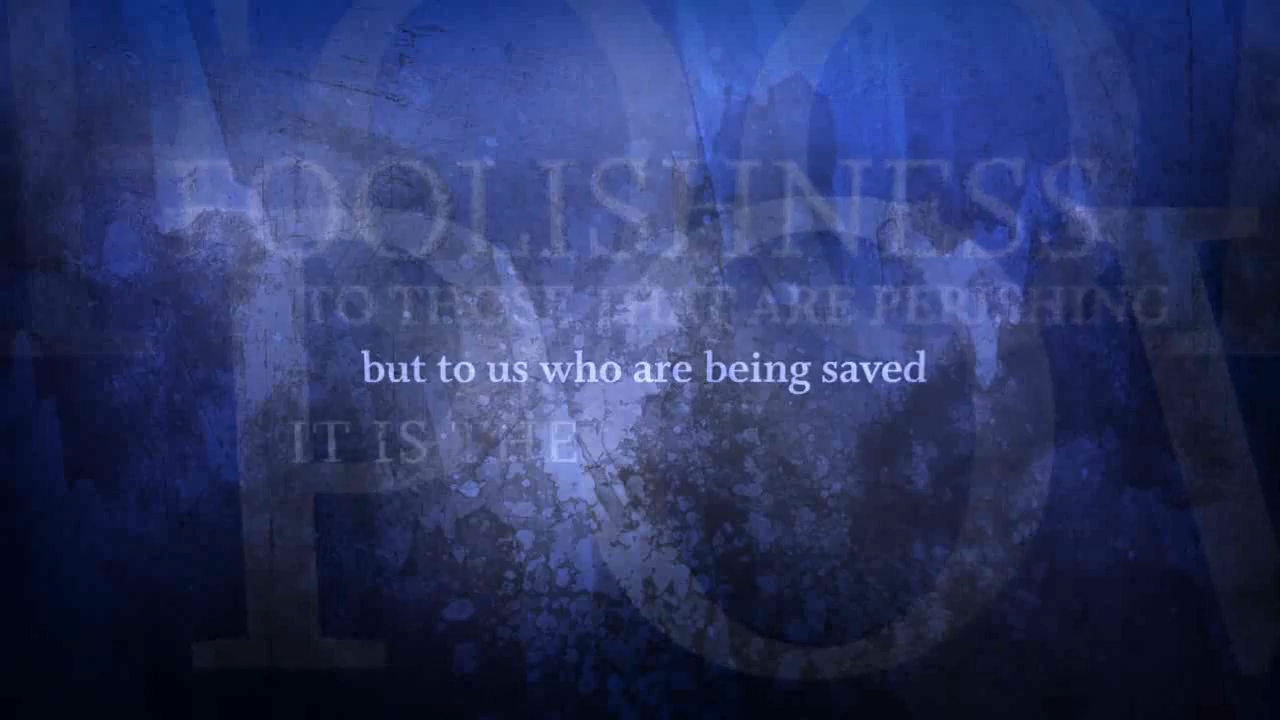 FOOLISHNESS
TO THOSE THAT ARE PERISHING
but to us who are being saved
IT IS THE